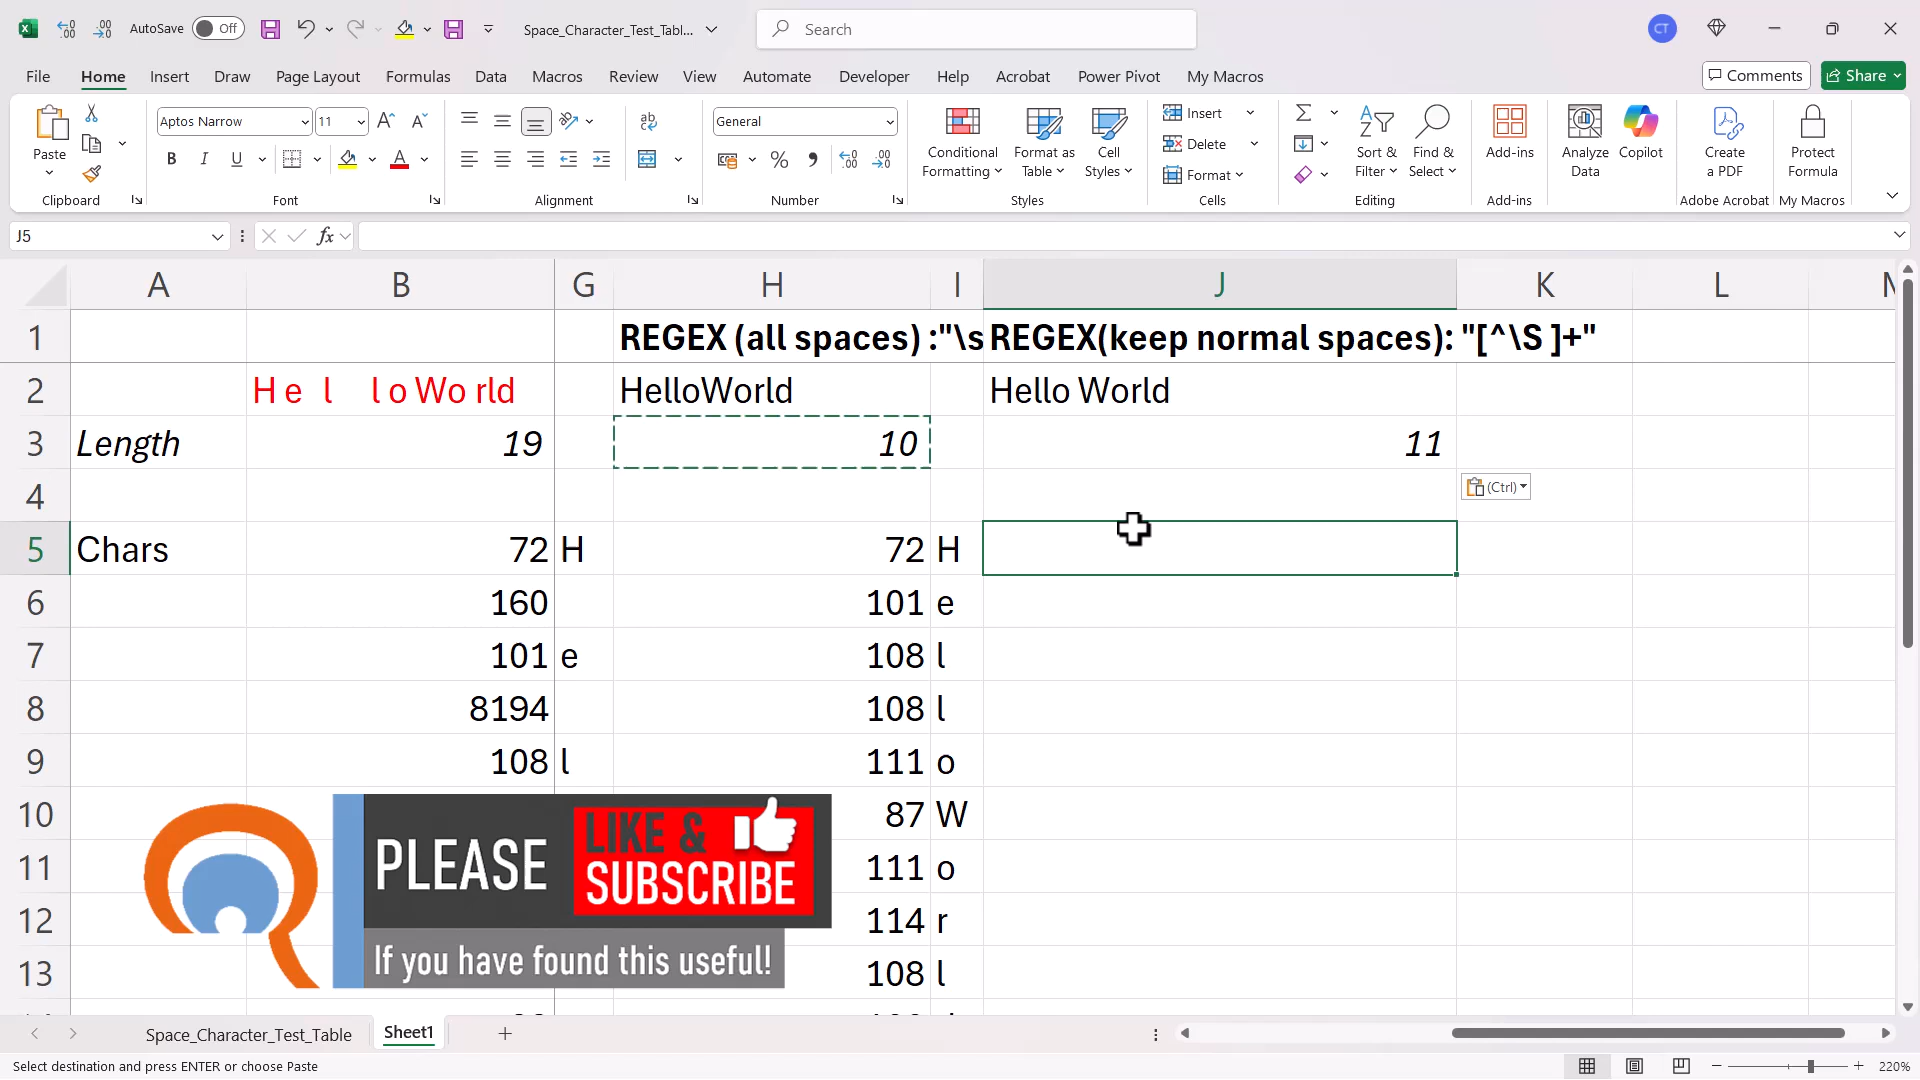 AutoSave Off Space_Character_Test_Tabl... Search CT
File Home Insert Draw Page Layout Formulas Data Macros Review View Automate Developer Help Acrobat Power Pivot My Macros Comments Share
Paste
Clipboard
Aptos Narrow 11
B I U
Font
Alignment
General
Number
Conditional Formatting
Format as Table
Cell Styles
Styles
Insert
Delete
Format
Cells
Sort & Filter
Find & Select
Editing
Add-ins
Add-ins
Analyze Data
Copilot
Create a PDF
Adobe Acrobat
Protect Formula
My Macros
J5 fx
A B G H I J K L
1 REGEX (all spaces) :"\s REGEX(keep normal spaces): "[^\S ]+"
2 H e l l o Wo rld HelloWorld Hello World
3 Length 19 10 11
4 (Ctrl)
5 Chars 72 H 72 H
6 160 101 e
7 101 e 108 l
8 8194 108 l
9 108 l 111 o
10 87 W
11 111 o
12 114 r
13 108 l
PLEASE LIKE & SUBSCRIBE
If you have found this useful!
Space_Character_Test_Table Sheet1
Select destination and press ENTER or choose Paste 220%